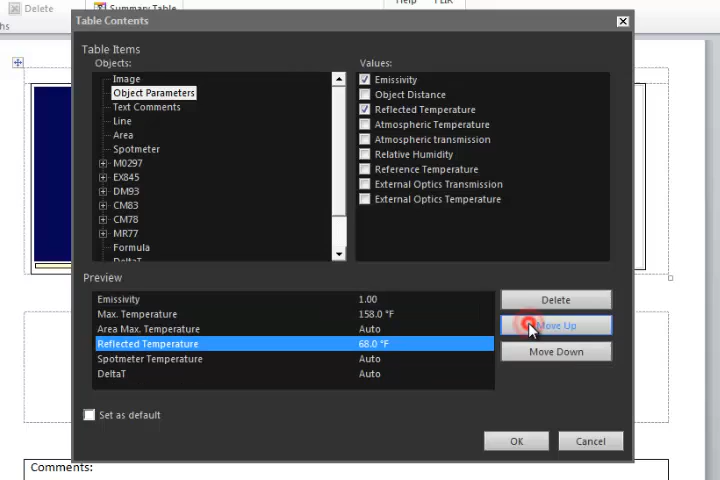 Delete
Summary Table
Help
FLIR
hs
Table Contents
Table Items
Objects:
Values:
Image
Object Parameters
Text Comments
Line
Area
Spotmeter
M0297
EX845
DM93
CM83
CM78
MR77
Formula
DeltaT
Emissivity
Object Distance
Reflected Temperature
Atmospheric Temperature
Atmospheric transmission
Relative Humidity
Reference Temperature
External Optics Transmission
External Optics Temperature
Preview
Emissivity 1.00
Max. Temperature 158.0 °F
Area Max. Temperature Auto
Reflected Temperature 68.0 °F
Spotmeter Temperature Auto
DeltaT Auto
Delete
Move Up
Move Down
Set as default
OK
Cancel
Comments: